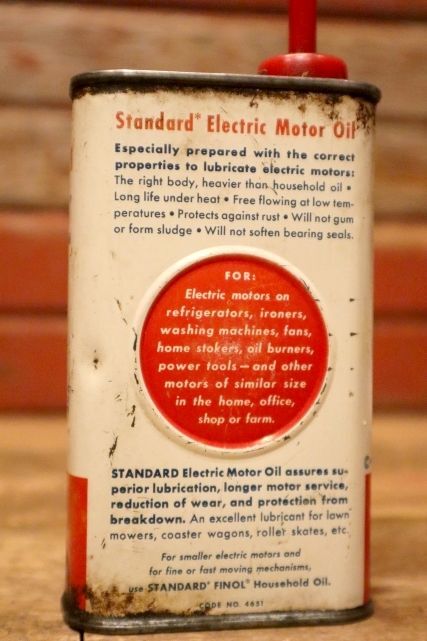 Standard* Electric Motor Oil
Especially prepared with the correct
properties to lubricate electric motors:
The right body, heavier than household oil •
Long life under heat • Free flowing at low tem-
peratures • Protects against rust • Will not gum
or form sludge • Will not soften bearing seals.
FOR:
Electric motors on
refrigerators, ironers,
washing machines, fans,
home stokers, oil burners,
power tools — and other
motors of similar size
in the home, office,
shop or farm.
STANDARD Electric Motor Oil assures su-
perior lubrication, longer motor service,
reduction of wear, and protection from
breakdown. An excellent lubricant for lawn
mowers, coaster wagons, roller skates, etc.
For smaller electric motors and
for fine or fast moving mechanisms,
use STANDARD* FINOL* Household Oil.
CODE NO. 4651